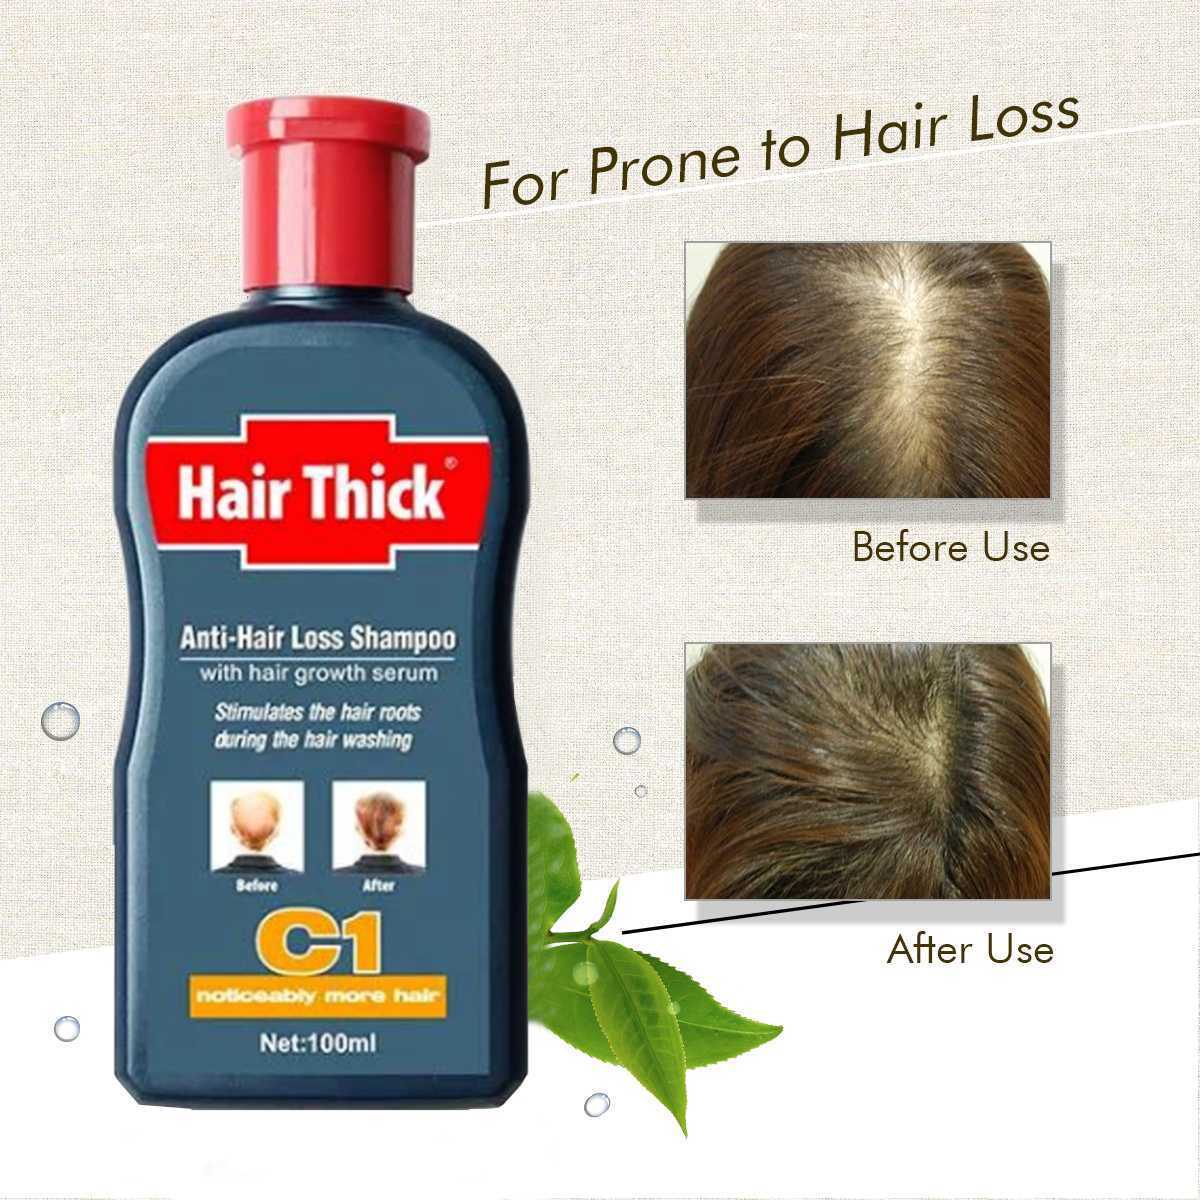 For Prone to Hair Loss
Hair Thick®
Anti-Hair Loss Shampoo
with hair growth serum
Stimulates the hair roots
during the hair washing
Before After
C1
noticeably more hair
Net:100ml
Before Use
After Use